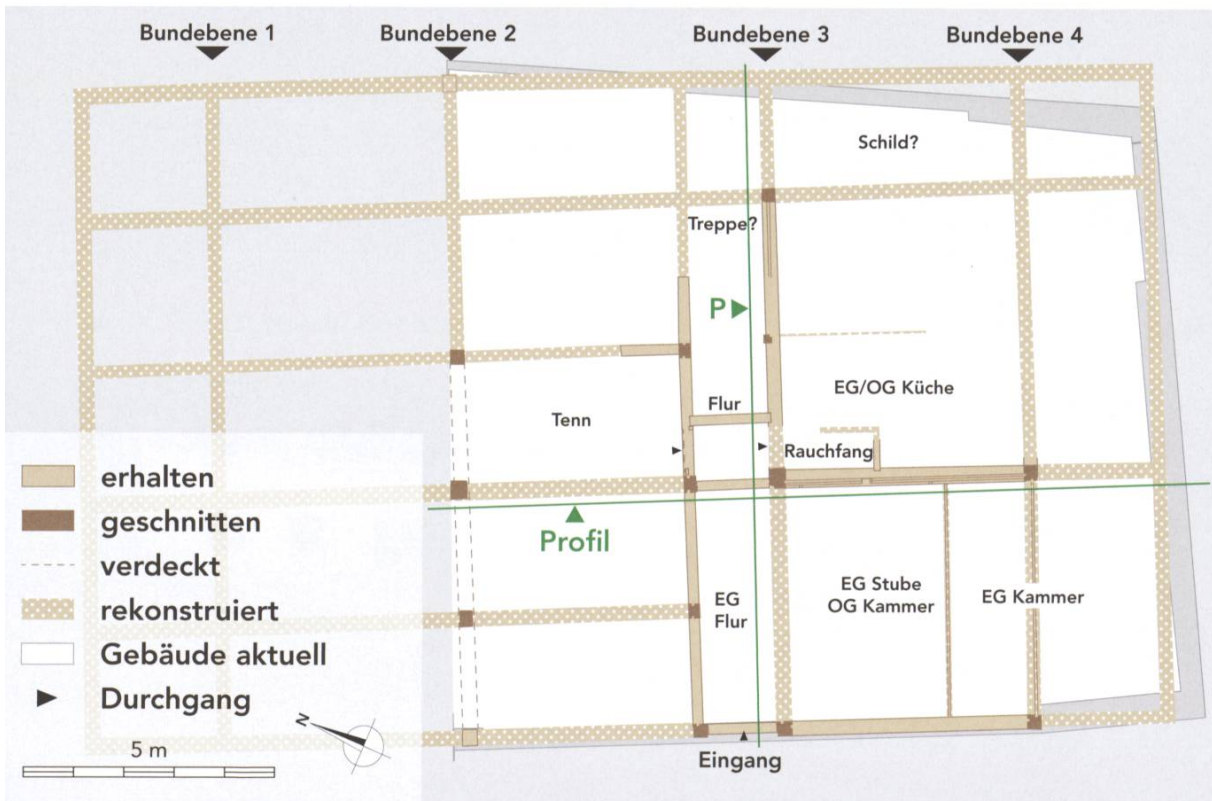 Bundebene 1
Bundebene 2
Bundebene 3
Bundebene 4
Schild?
Treppe?
P
EG/OG Küche
Flur
Tenn
Rauchfang
erhalten
geschnitten
verdeckt
rekonstruiert
Gebäude aktuell
Durchgang
Profil
EG
Flur
EG Stube
OG Kammer
EG Kammer
N
5 m
Eingang